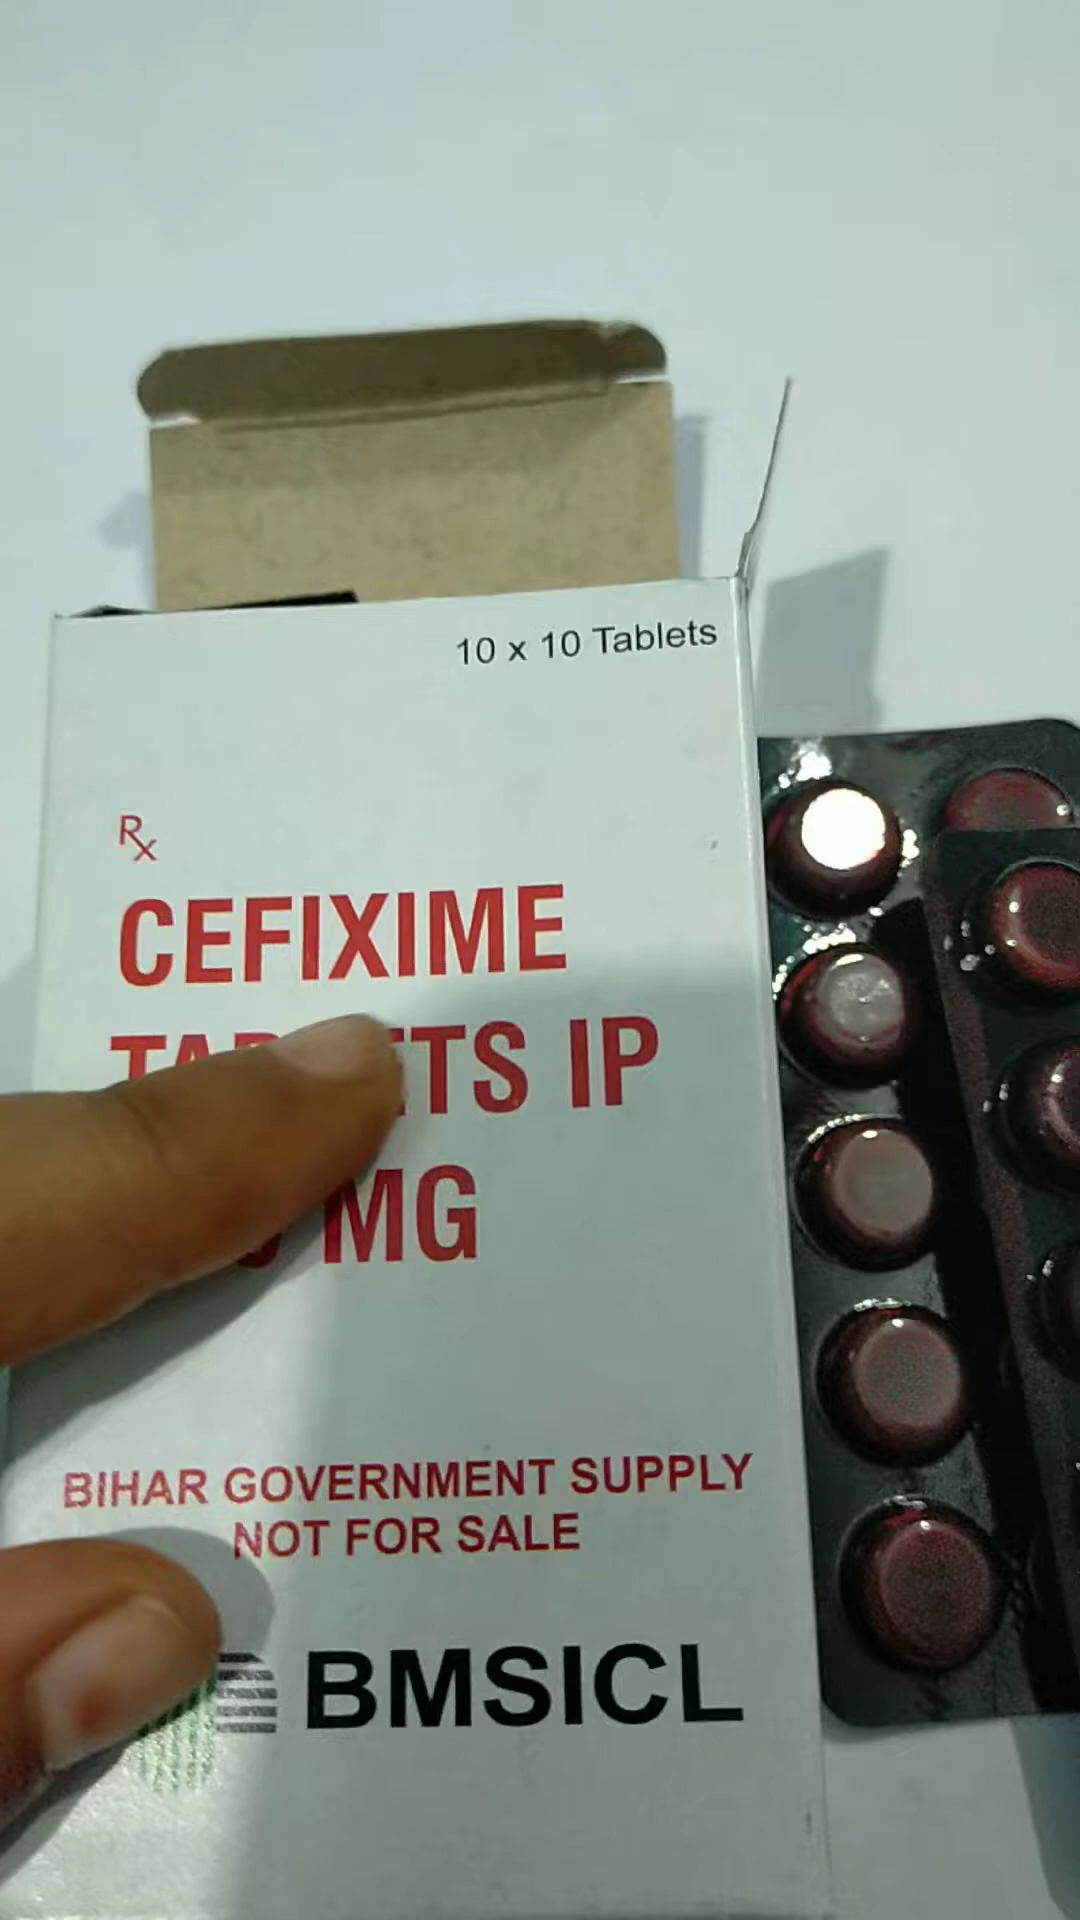 10 x 10 Tablets
Rx
CEFIXIME
IP
MG
BIHAR GOVERNMENT SUPPLY
NOT FOR SALE
BMSICL